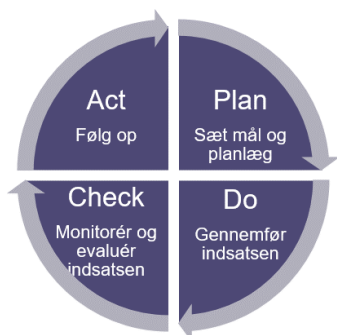 Act
Følg op
Plan
Sæt mål og
planlæg
Check
Monitorér og
evaluér
indsatsen
Do
Gennemfør
indsatsen